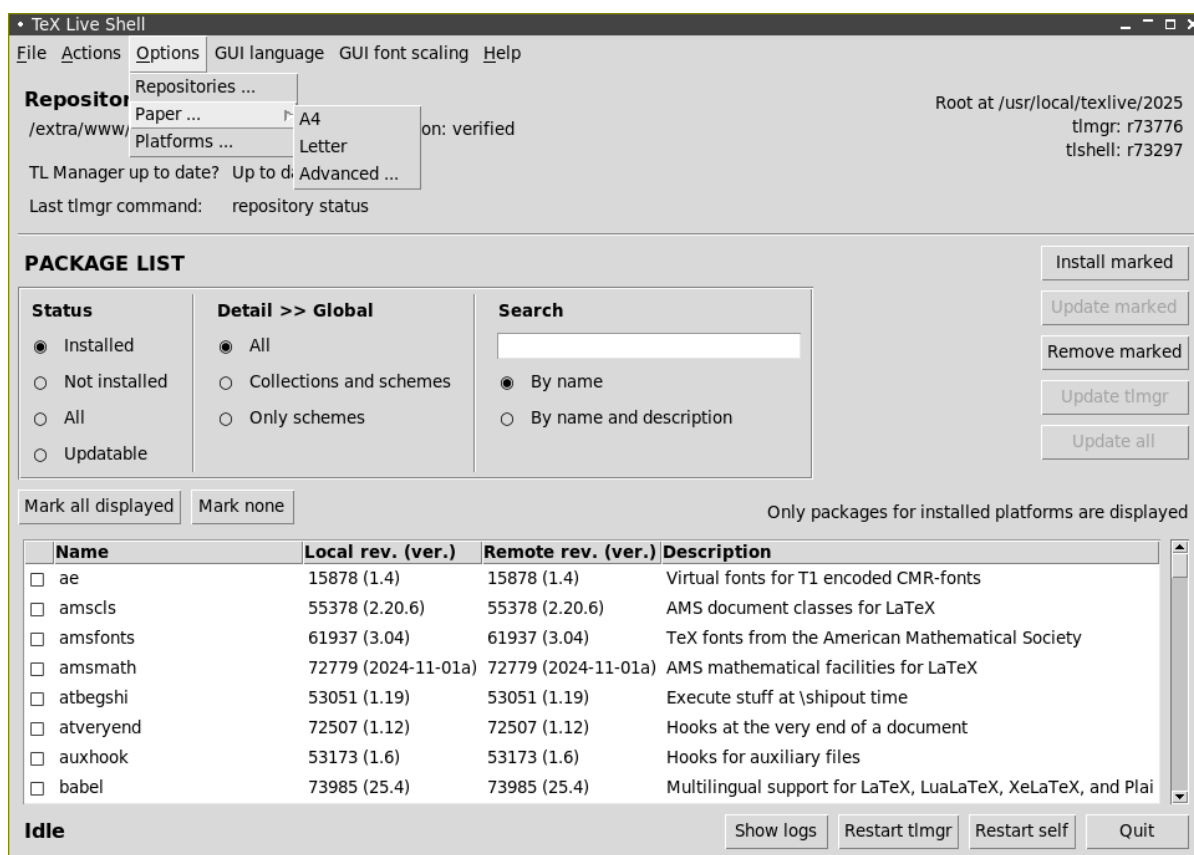 TeX Live Shell
File Actions Options GUI language GUI font scaling Help
Repositories ...
Paper ...
Platforms ...
A4
Letter
Advanced ...
Repositor
/extra/www/ on: verified
TL Manager up to date? Up to da
Last tlmgr command: repository status
Root at /usr/local/texlive/2025
tlmgr: r73776
tlshell: r73297
PACKAGE LIST
Status
Installed
Not installed
All
Updatable
Detail >> Global
All
Collections and schemes
Only schemes
Search
By name
By name and description
Install marked
Update marked
Remove marked
Update tlmgr
Update all
Mark all displayed Mark none
Only packages for installed platforms are displayed
Name Local rev. (ver.) Remote rev. (ver.) Description
ae 15878 (1.4) 15878 (1.4) Virtual fonts for T1 encoded CMR-fonts
amscls 55378 (2.20.6) 55378 (2.20.6) AMS document classes for LaTeX
amsfonts 61937 (3.04) 61937 (3.04) TeX fonts from the American Mathematical Society
amsmath 72779 (2024-11-01a) 72779 (2024-11-01a) AMS mathematical facilities for LaTeX
atbegshi 53051 (1.19) 53051 (1.19) Execute stuff at \shipout time
atveryend 72507 (1.12) 72507 (1.12) Hooks at the very end of a document
auxhook 53173 (1.6) 53173 (1.6) Hooks for auxiliary files
babel 73985 (25.4) 73985 (25.4) Multilingual support for LaTeX, LuaLaTeX, XeLaTeX, and Plai
Idle Show logs Restart tlmgr Restart self Quit